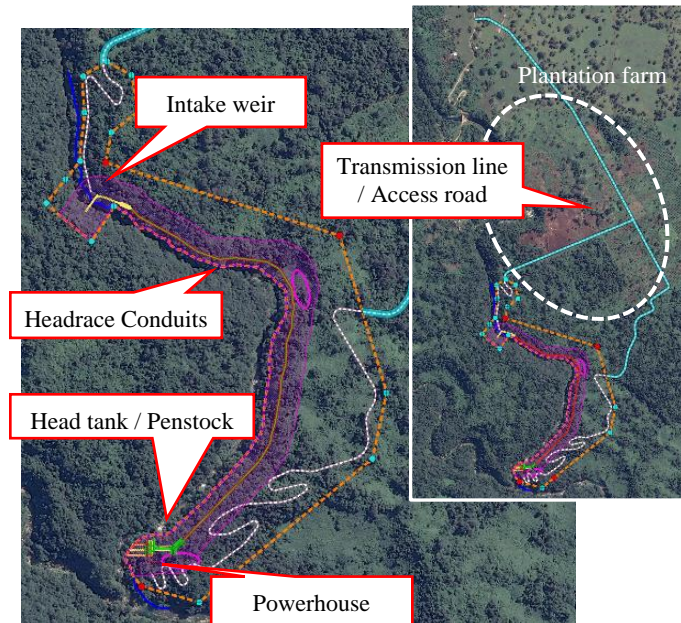 Intake weir
Plantation farm
Transmission line
/ Access road
Headrace Conduits
Head tank / Penstock
Powerhouse